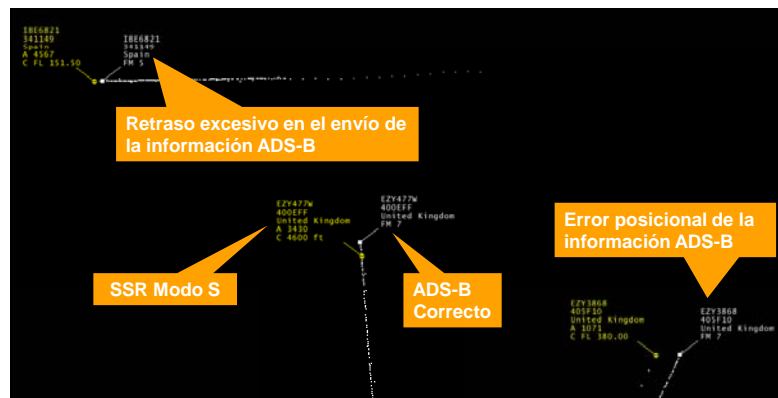 IBE6821
341149
Spain
A 4567
C FL 151.50
IBE6821
341149
Spain
FM 5
Retraso excesivo en el envío de
la información ADS-B
EZY477W
400EFF
United Kingdom
A 3430
C 4600 ft
EZY477W
400EFF
United Kingdom
FM 7
SSR Modo S
ADS-B
Correcto
Error posicional de la
información ADS-B
EZY3868
405F10
United Kingdom
A 1071
C FL 380.00
EZY3868
405F10
United Kingdom
FM 7